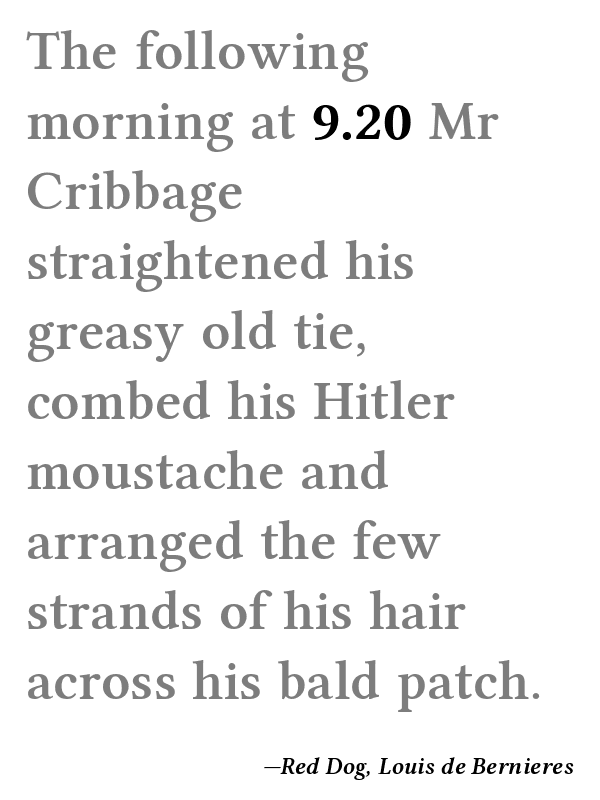 The following
morning at 9.20 Mr
Cribbage
straightened his
greasy old tie,
combed his Hitler
moustache and
arranged the few
strands of his hair
across his bald patch.
—Red Dog, Louis de Bernieres